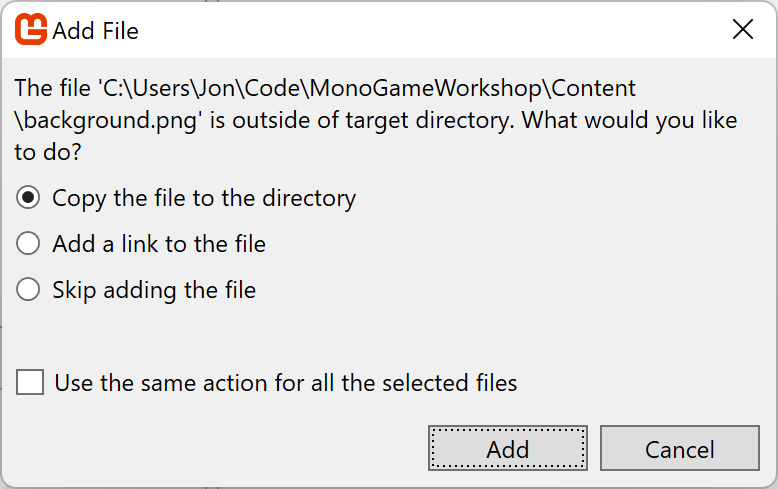 Add File
The file 'C:\Users\Jon\Code\MonoGameWorkshop\Content
\background.png' is outside of target directory. What would you like
to do?
Copy the file to the directory
Add a link to the file
Skip adding the file
Use the same action for all the selected files
Add
Cancel